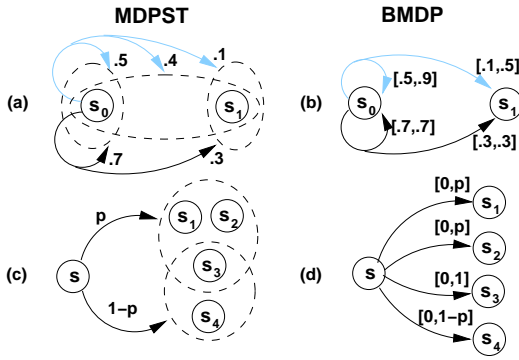 MDPST
BMDP
(a)
.5
.4
.1
s0
s1
.7
.3
(b)
[.5,.9]
[.1,.5]
s0
s1
[.7,.7]
[.3,.3]
(c)
p
s
1−p
s1
s2
s3
s4
(d)
s
[0,p]
s1
[0,p]
s2
[0,1]
s3
[0,1−p]
s4